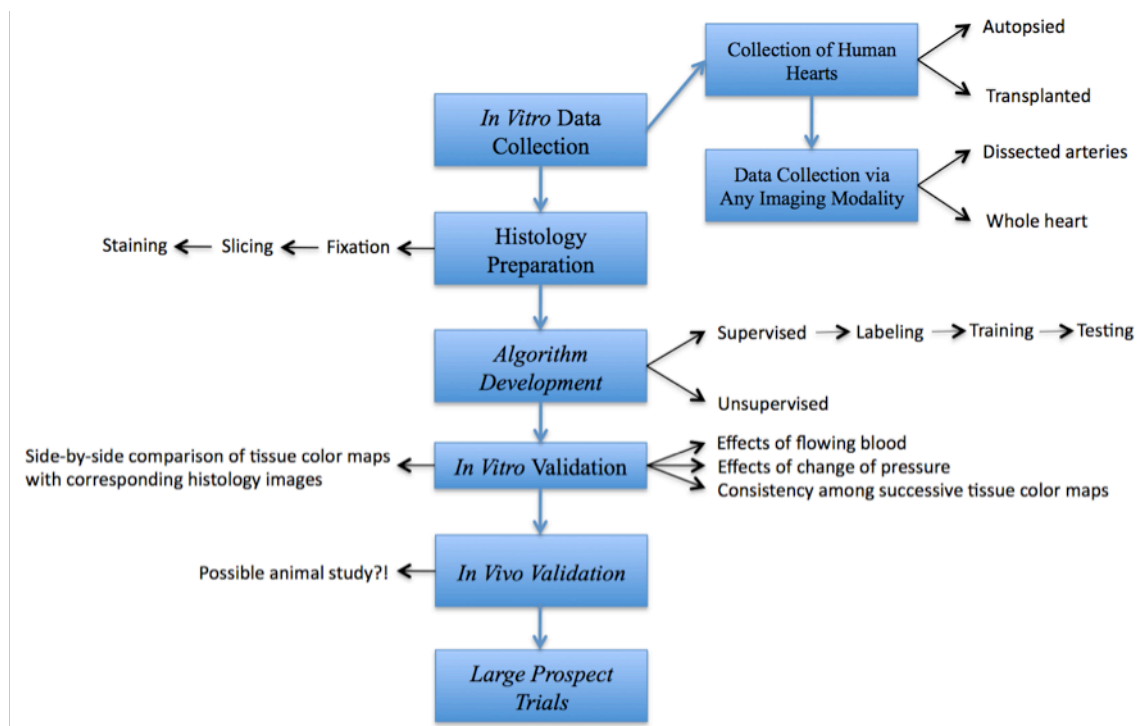 Collection of Human
Hearts
Autopsied
Transplanted
In Vitro Data
Collection
Data Collection via
Any Imaging Modality
Dissected arteries
Whole heart
Histology
Preparation
Staining
Slicing
Fixation
Algorithm
Development
Supervised
Labeling
Training
Testing
Unsupervised
In Vitro Validation
Side-by-side comparison of tissue color maps
with corresponding histology images
Effects of flowing blood
Effects of change of pressure
Consistency among successive tissue color maps
In Vivo Validation
Possible animal study?!
Large Prospect
Trials